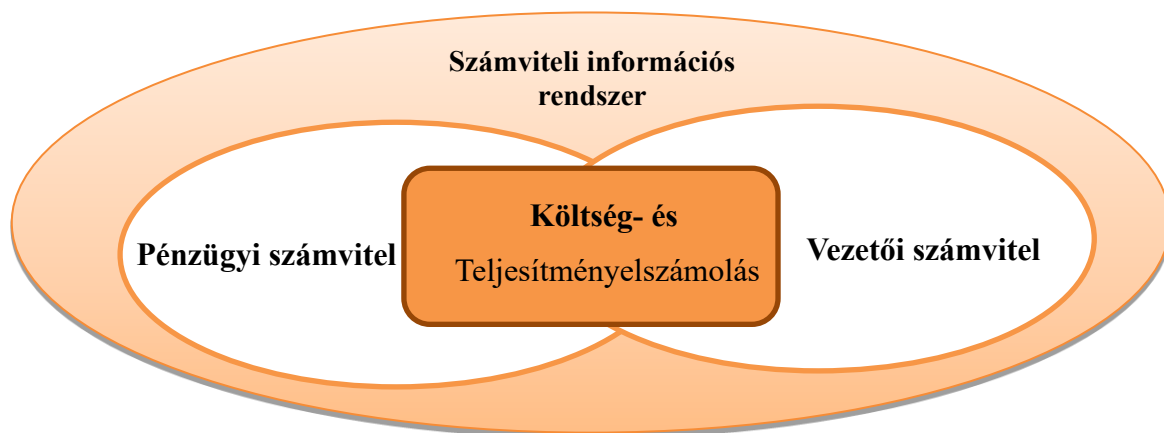 Számviteli információs
rendszer
Pénzügyi számvitel
Költség- és
Teljesítményelszámolás
Vezetői számvitel